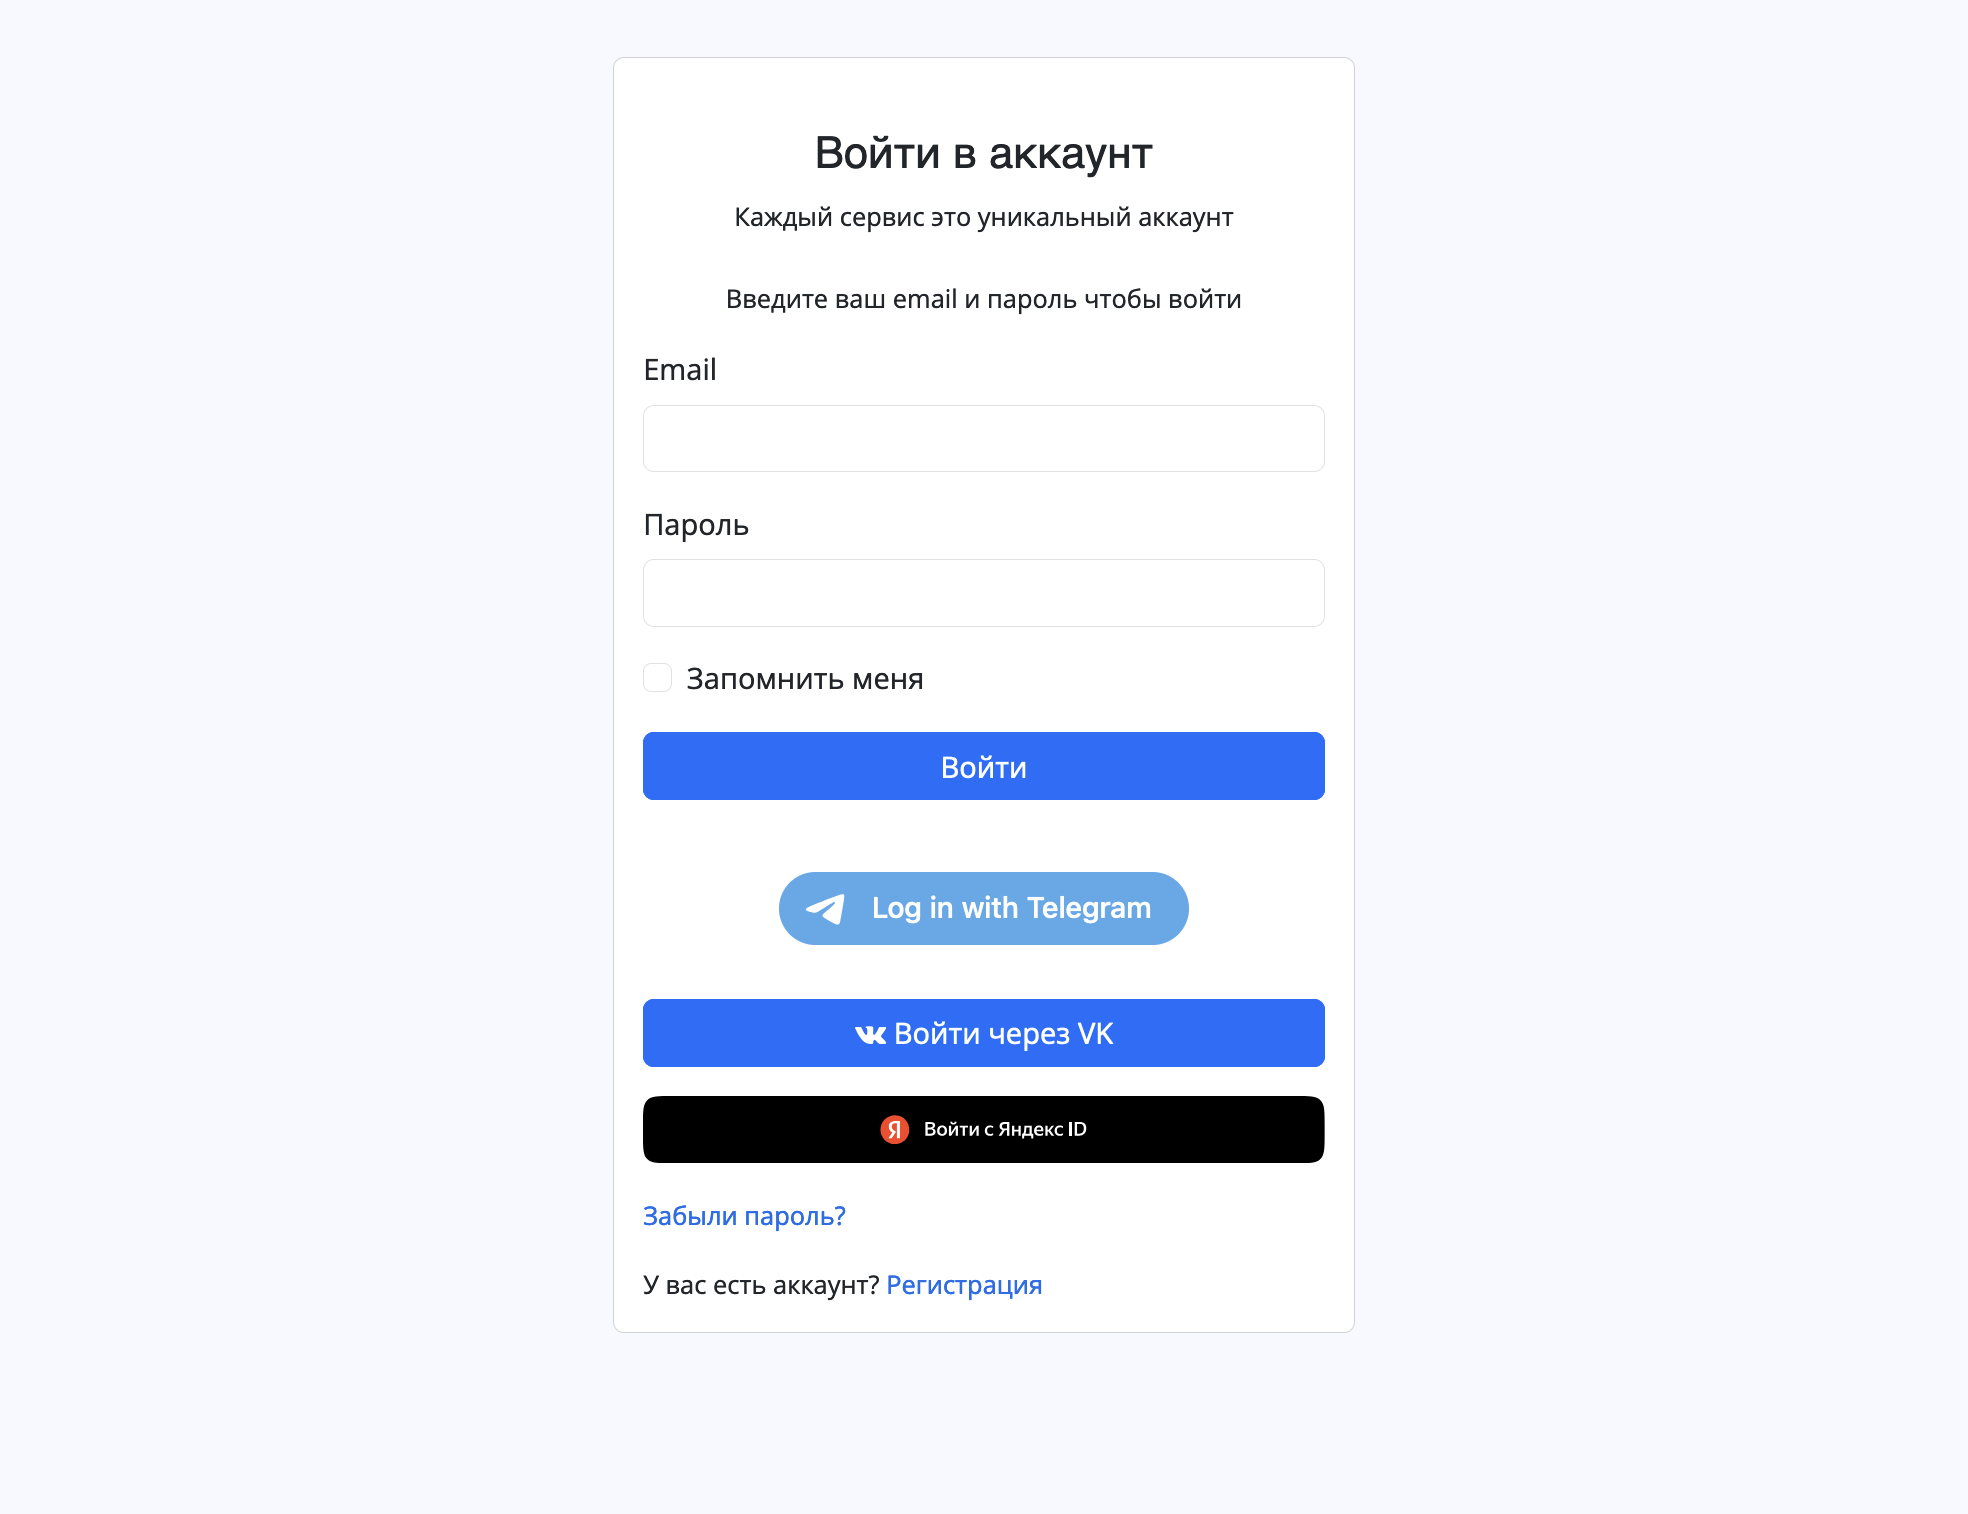 Войти в аккаунт
Каждый сервис это уникальный аккаунт
Введите ваш email и пароль чтобы войти
Email
Пароль
Запомнить меня
Войти
Log in with Telegram
Войти через VK
Я Войти с Яндекс ID
Забыли пароль?
У вас есть аккаунт? Регистрация